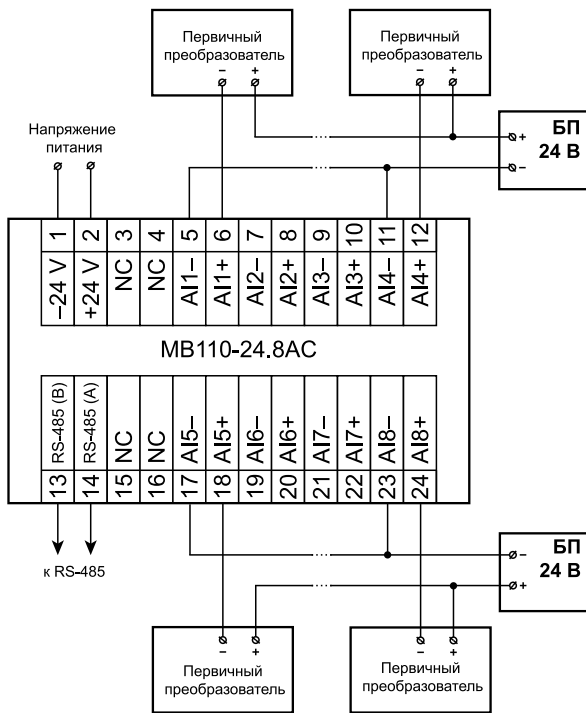 Первичный
преобразователь
– +
Первичный
преобразователь
– +
Напряжение
питания
+ БП
– 24 В
1 2 3 4 5 6 7 8 9 10 11 12
–24 V +24 V NC NC AI1– AI1+ AI2– AI2+ AI3– AI3+ AI4– AI4+
МВ110-24.8АС
RS-485 (B) RS-485 (A) NC NC AI5– AI5+ AI6– AI6+ AI7– AI7+ AI8– AI8+
13 14 15 16 17 18 19 20 21 22 23 24
к RS-485
– БП
+ 24 В
– +
Первичный
преобразователь
– +
Первичный
преобразователь